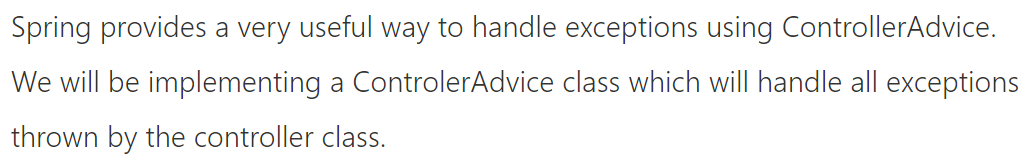 Spring provides a very useful way to handle exceptions using ControllerAdvice.
We will be implementing a ControlerAdvice class which will handle all exceptions
thrown by the controller class.